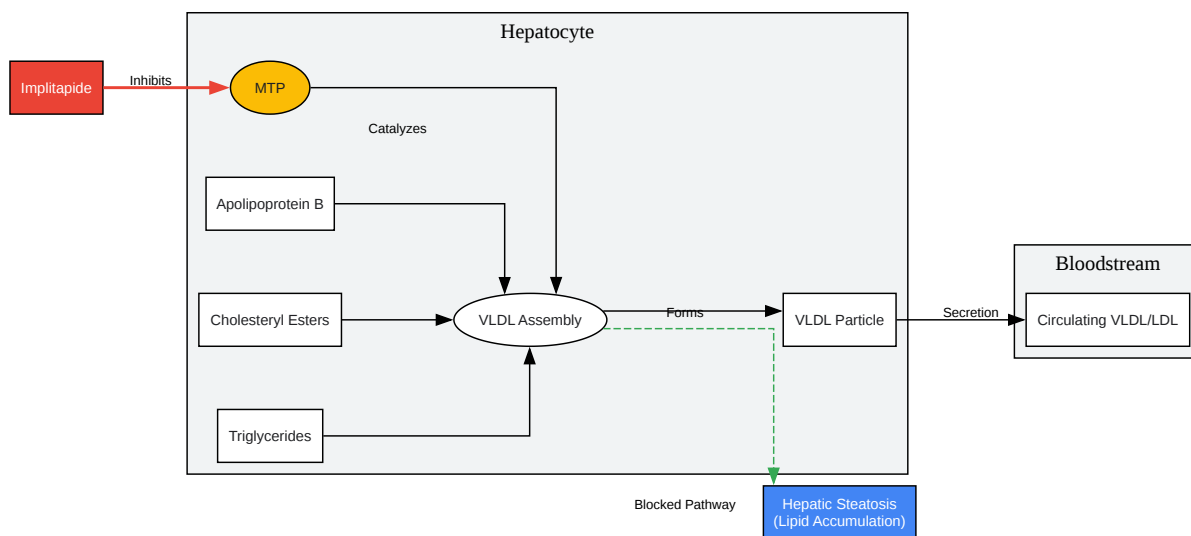 Hepatocyte
Implitapide
Inhibits
MTP
Catalyzes
Apolipoprotein B
Cholesteryl Esters
VLDL Assembly
Forms
VLDL Particle
Secretion
Bloodstream
Circulating VLDL/LDL
Triglycerides
Blocked Pathway
Hepatic Steatosis
(Lipid Accumulation)